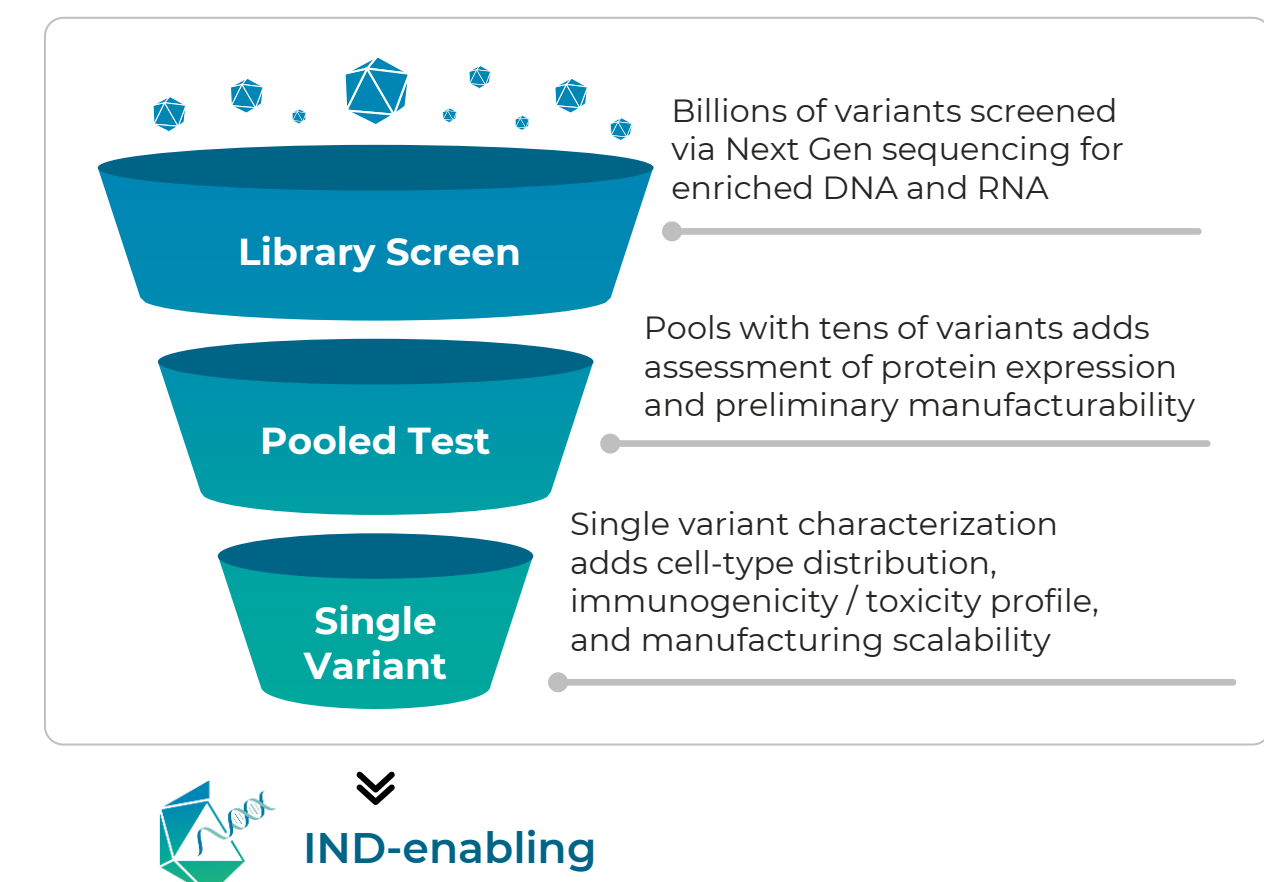 Billions of variants screened
via Next Gen sequencing for
enriched DNA and RNA
Library Screen
Pools with tens of variants adds
assessment of protein expression
and preliminary manufacturability
Pooled Test
Single variant characterization
adds cell-type distribution,
immunogenicity / toxicity profile,
and manufacturing scalability
Single
Variant
IND-enabling